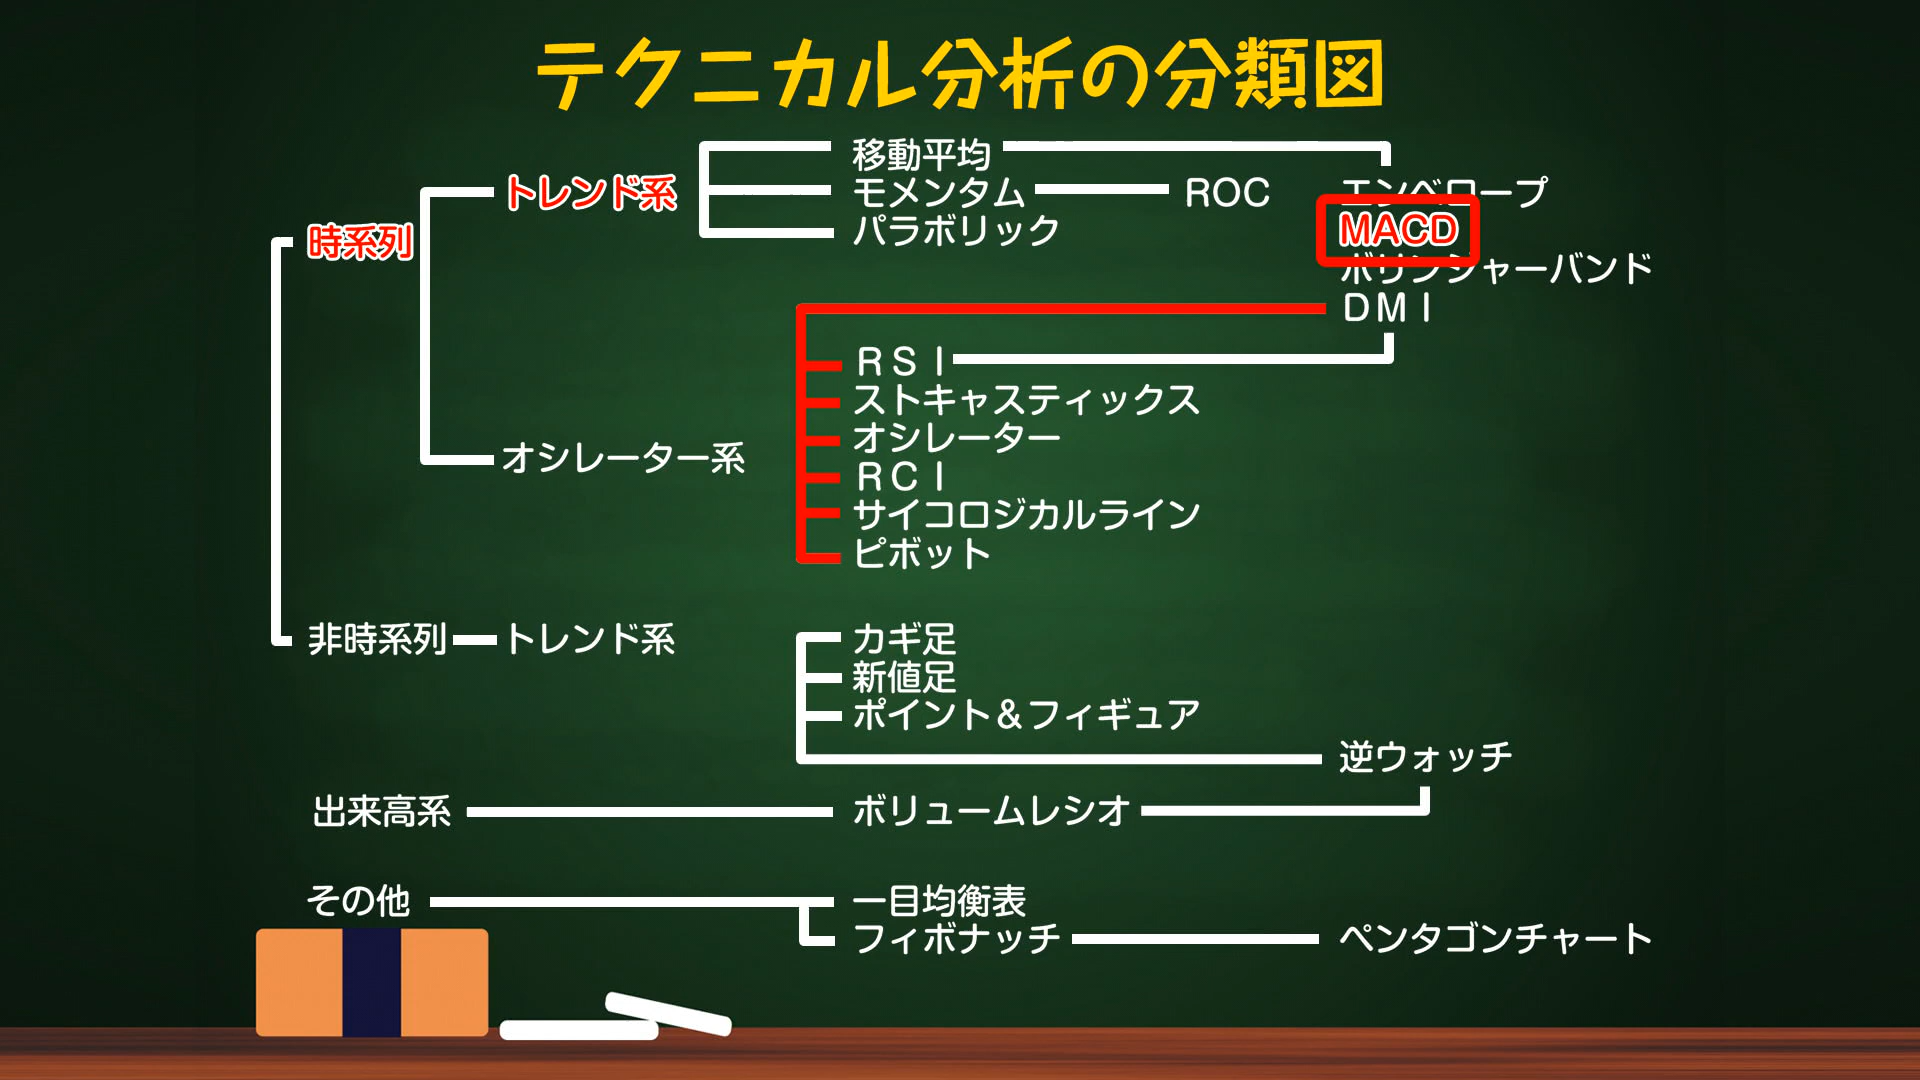 テクニカル分析の分類図
移動平均
トレンド系 モメンタム ROC エンベロープ
時系列 パラボリック MACD
ボリンジャーバンド
DMI
RSI
ストキャスティックス
オシレーター
オシレーター系
RCI
サイコロジカルライン
ピボット
非時系列 トレンド系 カギ足
新値足
ポイント&フィギュア
逆ウォッチ
出来高系 ボリュームレシオ
その他 一目均衡表
フィボナッチ ペンタゴンチャート